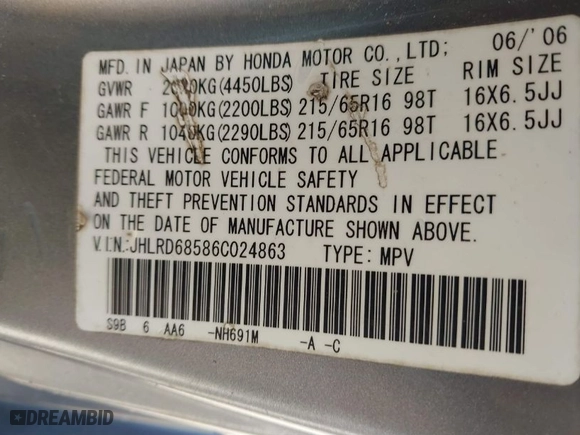 MFD. IN JAPAN BY HONDA MOTOR CO., LTD; 06/'06
GVWR KG(4450LBS) TIRE SIZE RIM SIZE
GAWR F KG(2200LBS) 215/65R16 98T 16X6.5JJ
GAWR R KG(2290LBS) 215/65R16 98T 16X6.5JJ
THIS VEHICLE CONFORMS TO ALL APPLICABLE
FEDERAL MOTOR VEHICLE SAFETY
AND THEFT PREVENTION STANDARDS IN EFFECT
ON THE DATE OF MANUFACTURE SHOWN ABOVE.
V.I.N.:JHLRD68586C024863 TYPE: MPV
S9B 6 AA6 -NH691M -A -C
DREAMBID